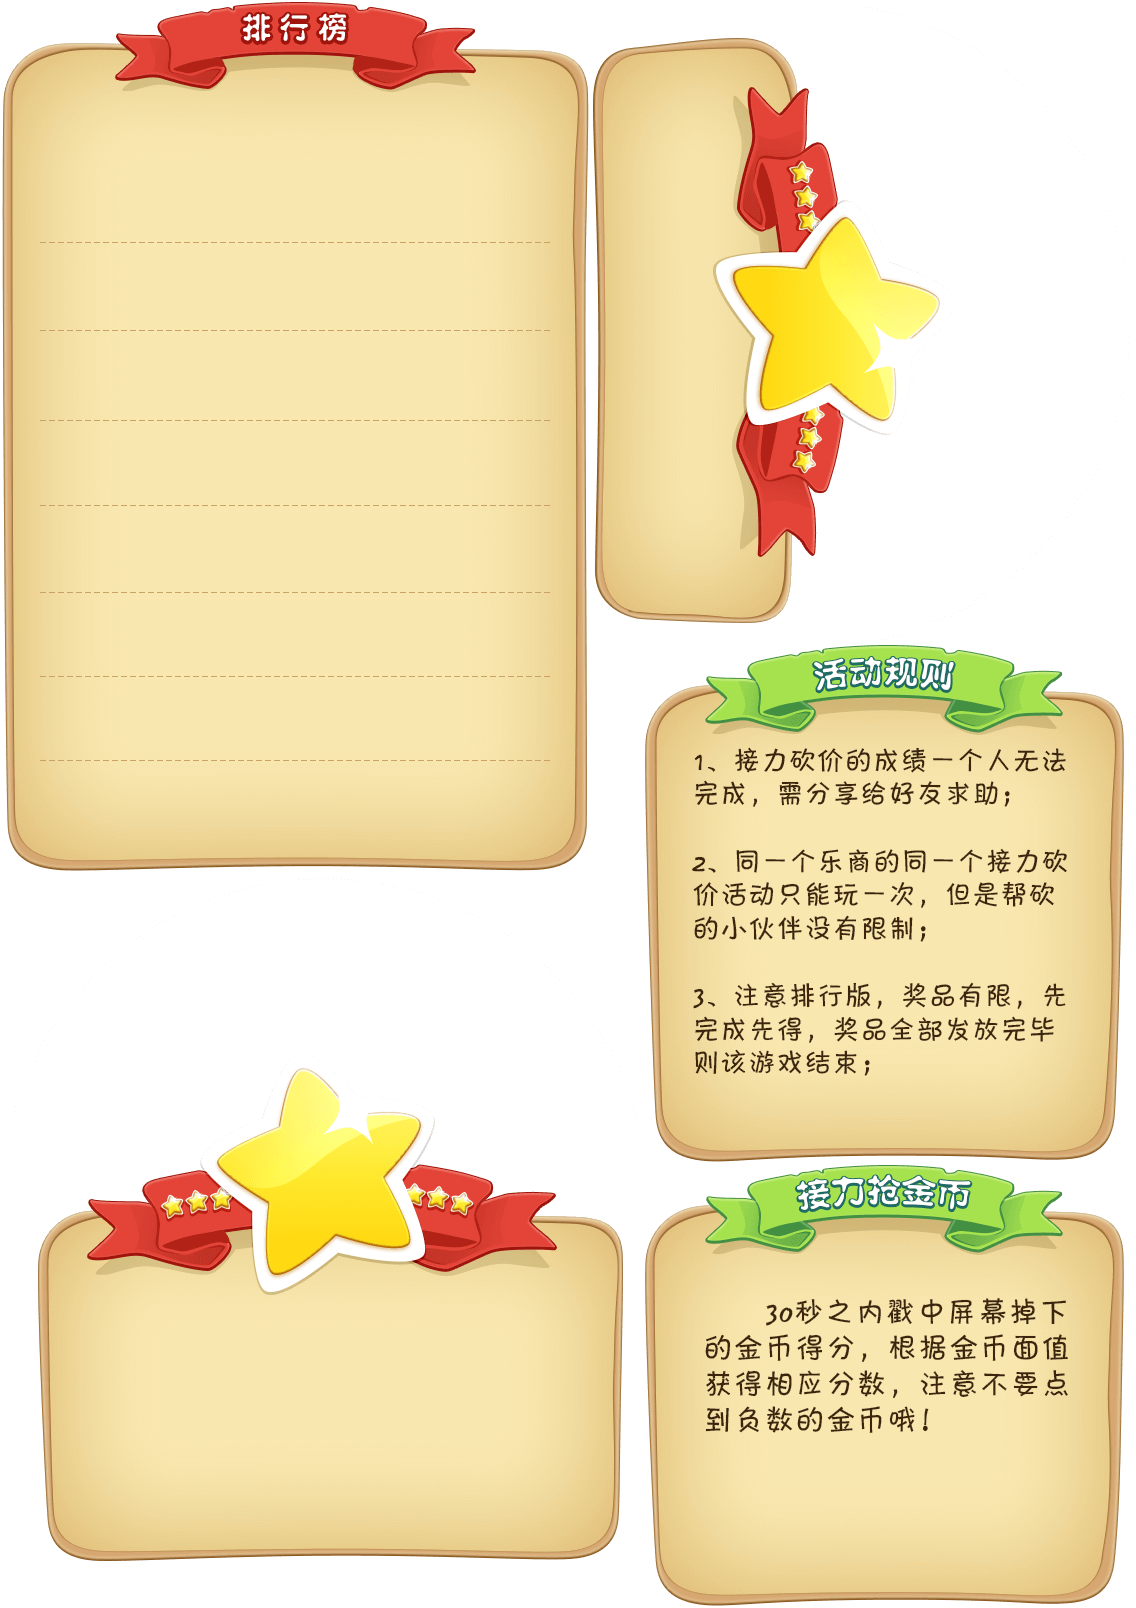 排行榜
活动规则
1、接力砍价的成绩一个人无法
完成，需分享给好友求助；
2、同一个乐商的同一个接力砍
价活动只能玩一次，但是帮砍
的小伙伴没有限制；
3、注意排行版，奖品有限，先
完成先得，奖品全部发放完毕
则该游戏结束；
接力抢金币
30秒之内戳中屏幕掉下
的金币得分，根据金币面值
获得相应分数，注意不要点
到负数的金币哦！